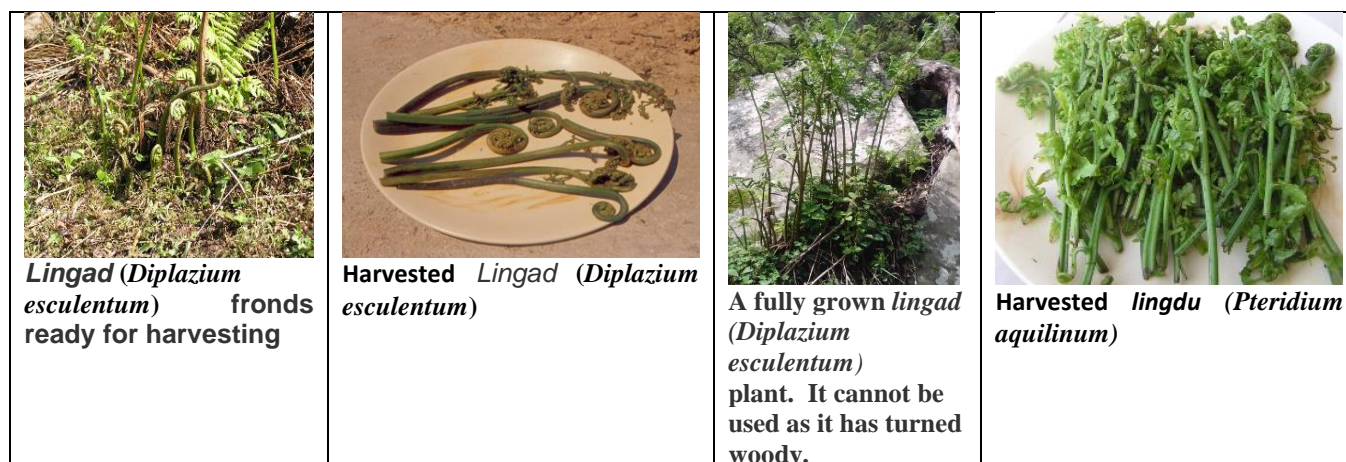 Lingad (Diplazium
esculentum) fronds
ready for harvesting
Harvested Lingad (Diplazium
esculentum)
A fully grown lingad
(Diplazium
esculentum)
plant. It cannot be
used as it has turned
woody.
Harvested lingdu (Pteridium
aquilinum)